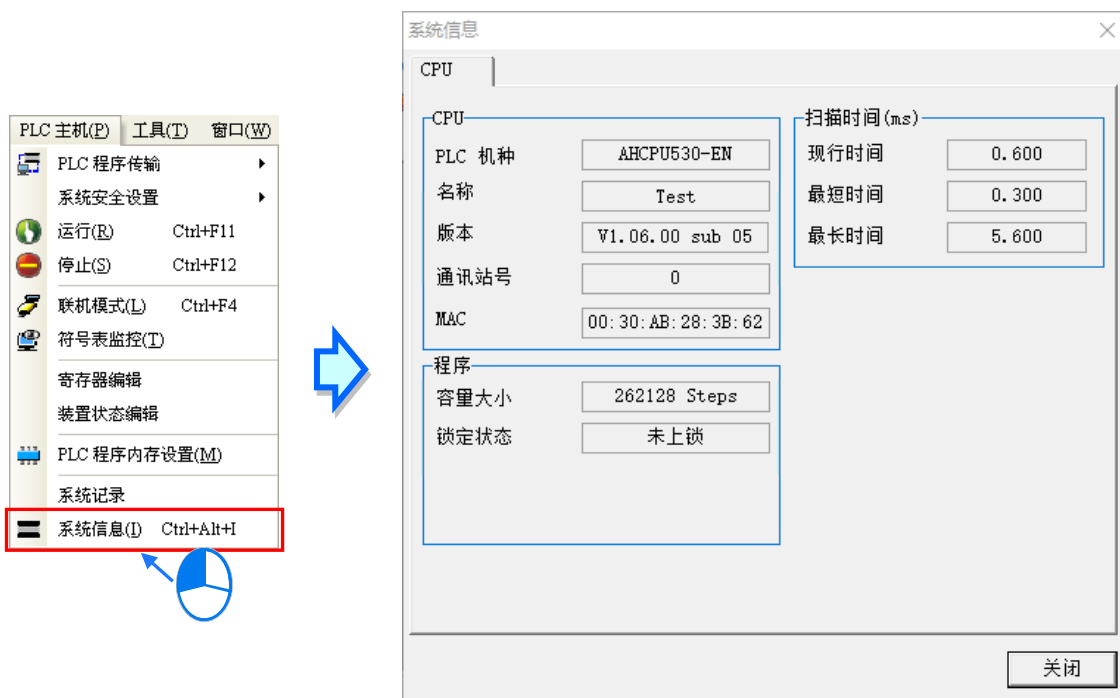 PLC 主机(P) 工具(T) 窗口(W)
PLC 程序传输
系统安全设置
运行(R) Ctrl+F11
停止(S) Ctrl+F12
联机模式(L) Ctrl+F4
符号表监控(T)
寄存器编辑
装置状态编辑
PLC 程序内存设置(M)
系统记录
系统信息(I) Ctrl+Alt+I
系统信息
CPU
CPU
PLC 机种 AHCPU530-EN
名称 Test
版本 V1.06.00 sub 05
通讯站号 0
MAC 00:30:AB:28:3B:62
程序
容量大小 262128 Steps
锁定状态 未上锁
扫描时间(ms)
现行时间 0.600
最短时间 0.300
最长时间 5.600
关闭